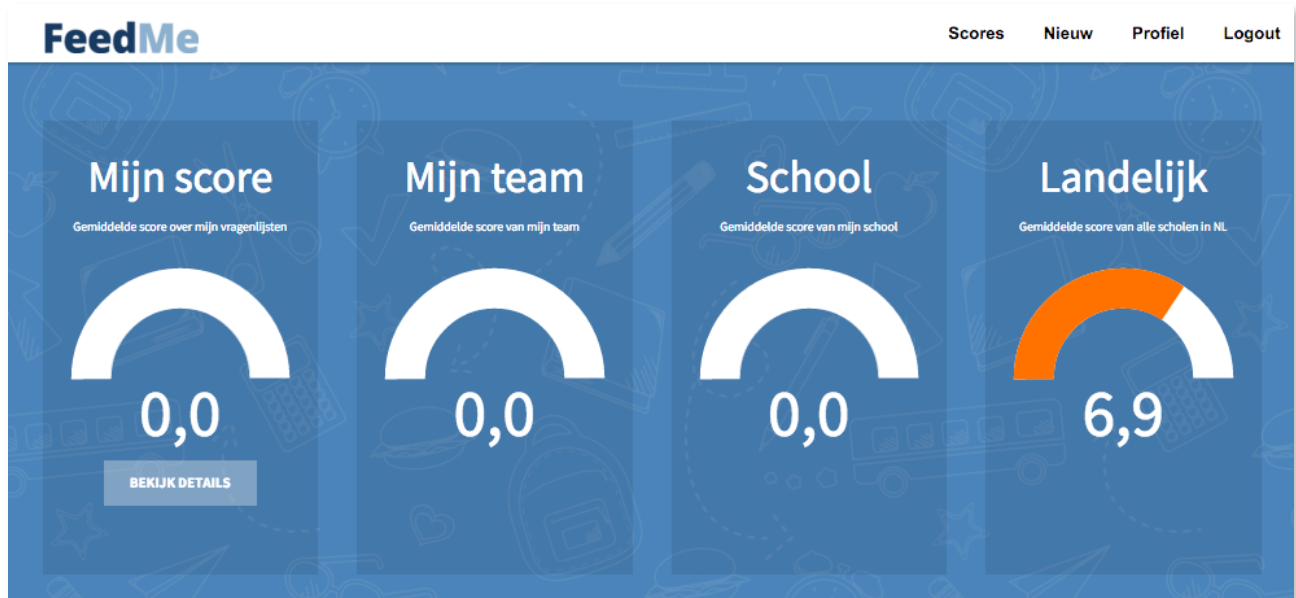 FeedMe
Scores Nieuw Profiel Logout
Mijn score
Gemiddelde score over mijn vragenlijsten
0,0
BEKIJK DETAILS
Mijn team
Gemiddelde score van mijn team
0,0
School
Gemiddelde score van mijn school
0,0
Landelijk
Gemiddelde score van alle scholen in NL
6,9